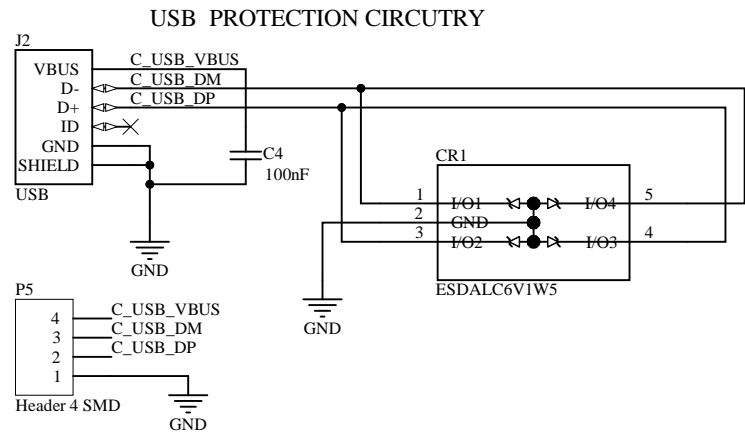 USB PROTECTION CIRCUTRY
J2
VBUS
D-
D+
ID
GND
SHIELD
USB
C_USB_VBUS
C_USB_DM
C_USB_DP
C4
100nF
GND
CR1
1 I/O1 I/O4 5
2 GND
3 I/O2 I/O3 4
ESDALC6V1W5
GND
P5
4 C_USB_VBUS
3 C_USB_DM
2 C_USB_DP
1
Header 4 SMD
GND